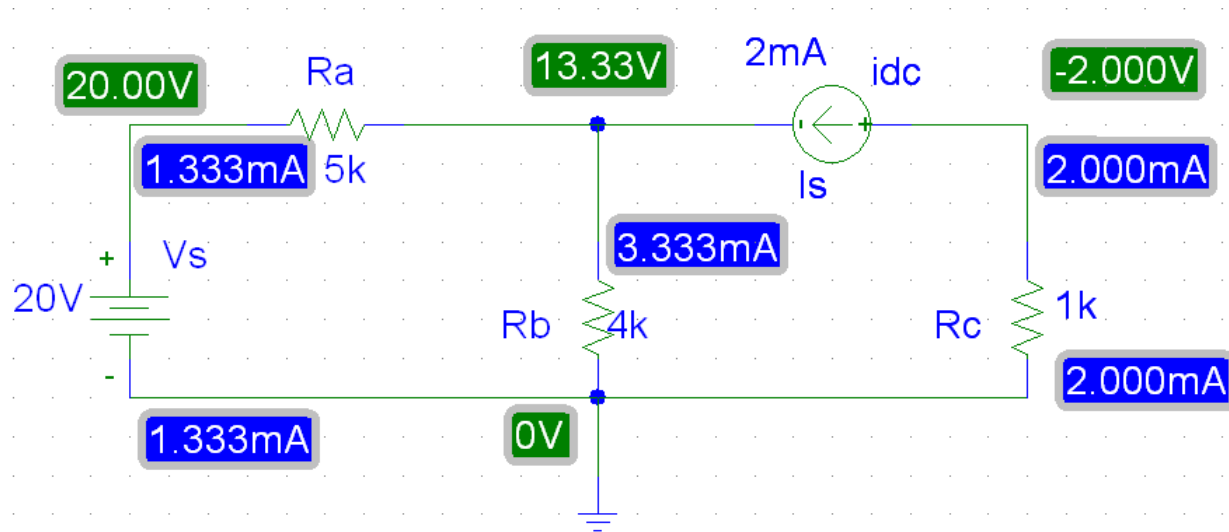 2mA
13.33V
idc
Ra
20.00V
-2.000V
+
-
1.333mA
5k
2.000mA
Is
3.333mA
+
Vs
20V
1k
Rb
4k
Rc
-
2.000mA
1.333mA
0V